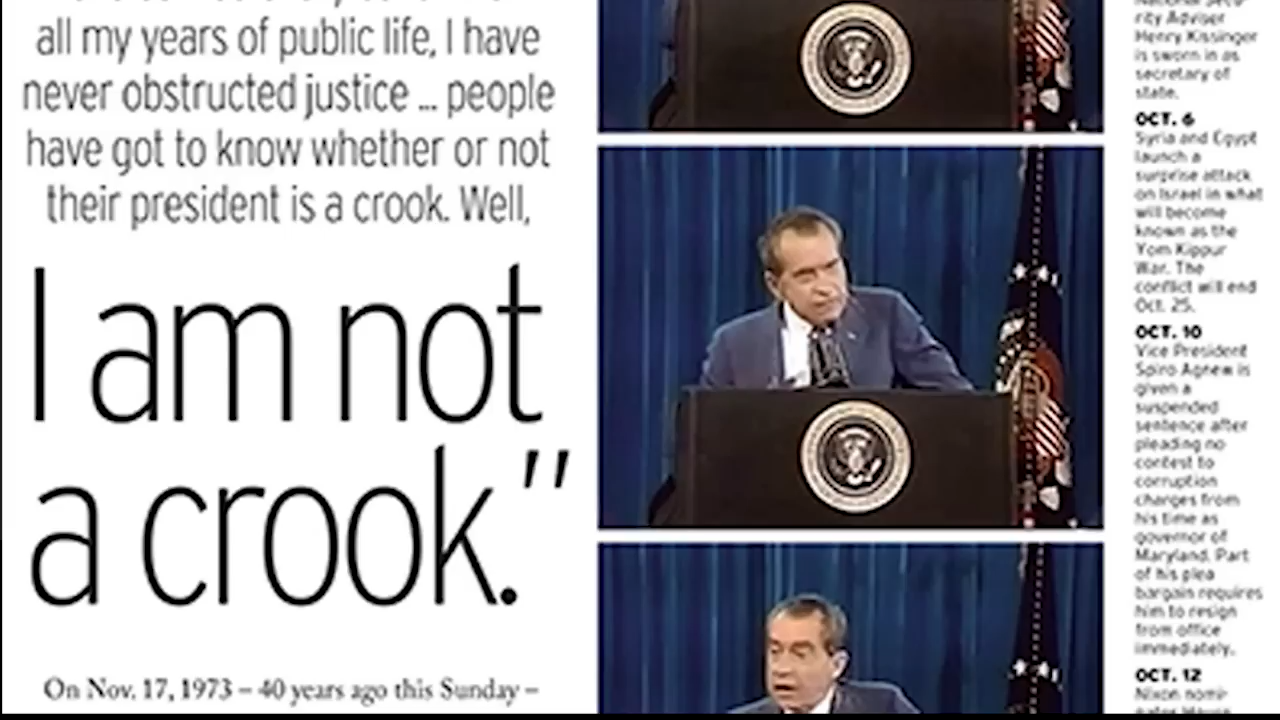 all my years of public life, I have
never obstructed justice ... people
have got to know whether or not
their president is a crook. Well,
I am not
a crook."
On Nov. 17, 1973 – 40 years ago this Sunday –
rity Adviser
Henry Kissinger
is sworn in as
secretary of
state.
OCT. 6
Syria and Egypt
launch a
surprise attack
on Israel in what
will become
known as the
Yom Kippur
War. The
conflict will end
Oct. 25.
OCT. 10
Vice President
Spiro Agnew is
given a
suspended
sentence after
pleading no
contest to
corruption
charges from
his time as
governor of
Maryland. Part
of his plea
bargain requires
him to resign
from office
immediately.
OCT. 12
Nixon nomi-